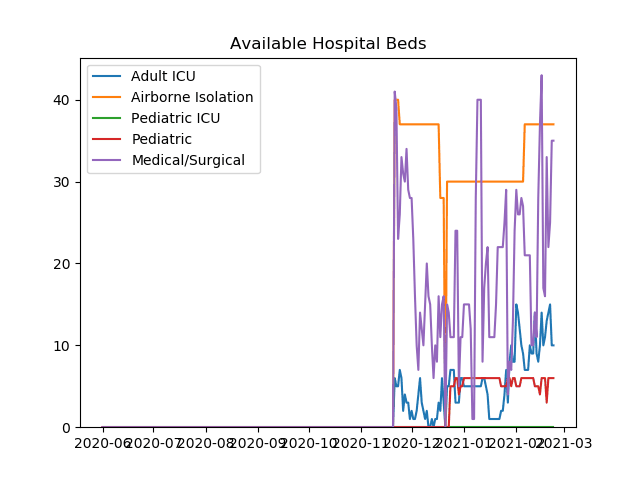 Available Hospital Beds
Adult ICU
Airborne Isolation
Pediatric ICU
Pediatric
Medical/Surgical
40
30
20
10
0
2020-06 2020-07 2020-08 2020-09 2020-10 2020-11 2020-12 2021-01 2021-02 2021-03